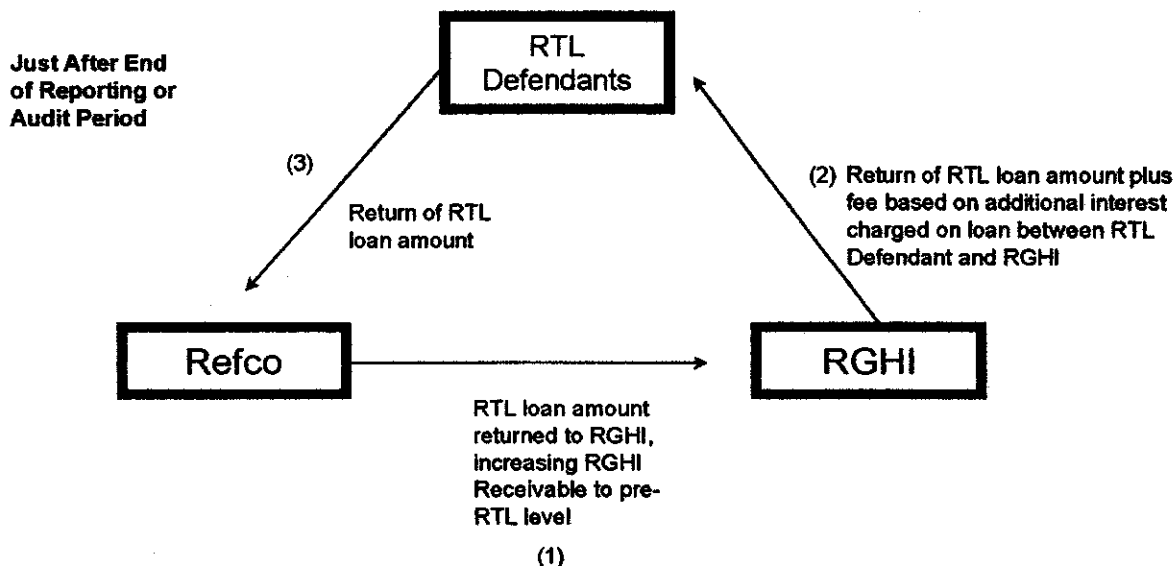 RTL
Defendants
Just After End
of Reporting or
Audit Period
(3)
Return of RTL
loan amount
(2) Return of RTL loan amount plus
fee based on additional interest
charged on loan between RTL
Defendant and RGHI
Refco
RGHI
RTL loan amount
returned to RGHI,
increasing RGHI
Receivable to pre-
RTL level
(1)